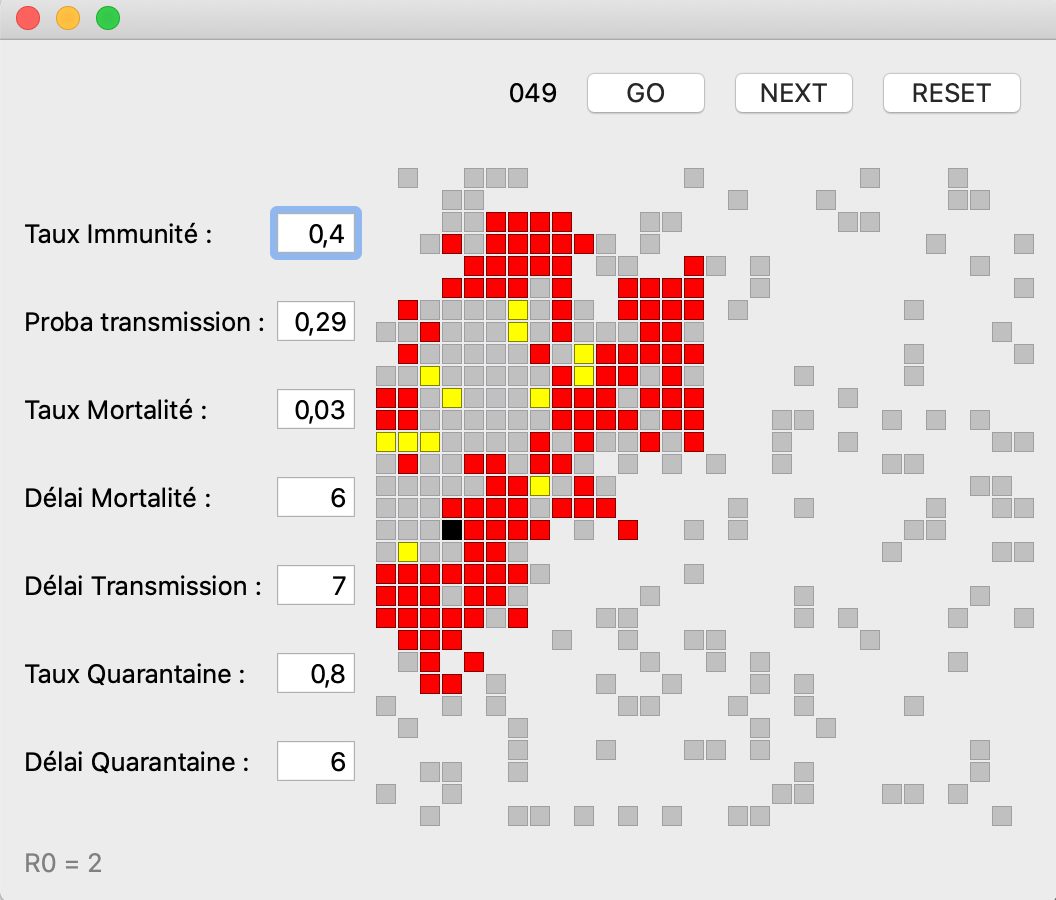 049 GO NEXT RESET
Taux Immunité : 0,4
Proba transmission : 0,29
Taux Mortalité : 0,03
Délai Mortalité : 6
Délai Transmission : 7
Taux Quarantaine : 0,8
Délai Quarantaine : 6
R0 = 2